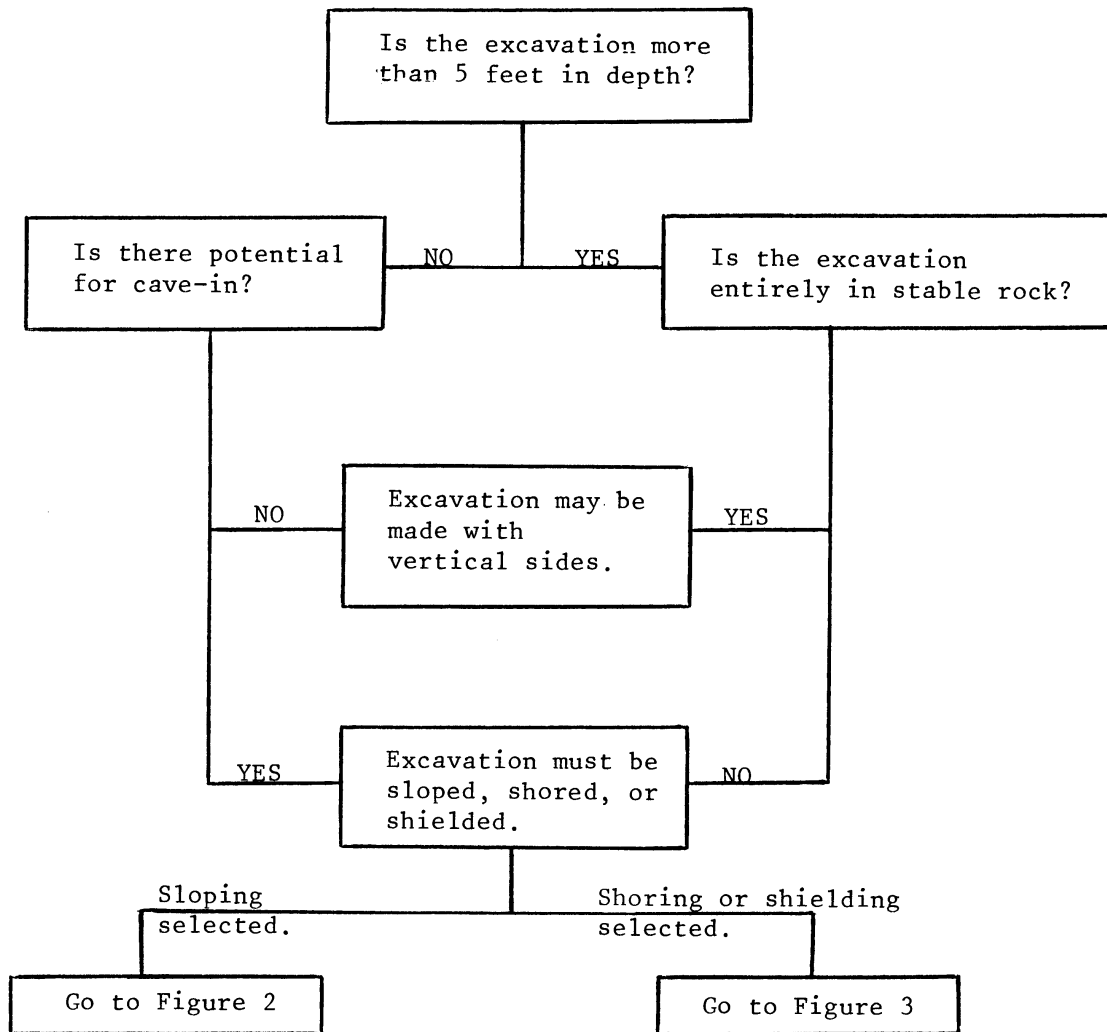 Is the excavation more
than 5 feet in depth?
Is there potential
for cave-in?
NO
YES
Is the excavation
entirely in stable rock?
NO
Excavation may be
made with
vertical sides.
YES
YES
Excavation must be
sloped, shored, or
shielded.
NO
Sloping
selected.
Shoring or shielding
selected.
Go to Figure 2
Go to Figure 3